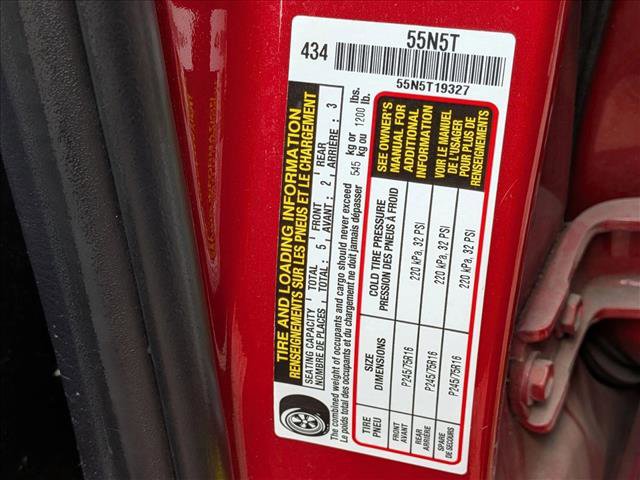 434
55N5T
55N5T19327
TIRE AND LOADING INFORMATION
RENSEIGNEMENTS SUR LES PNEUS ET LE CHARGEMENT
SEATING CAPACITY TOTAL : 5 FRONT : 2 REAR : 3
NOMBRE DE PLACES TOTAL : 5 AVANT : 2 ARRIÈRE : 3
The combined weight of occupants and cargo should never exceed 545 kg or 1200 lbs.
Le poids total des occupants et du chargement ne doit jamais dépasser 545 kg ou 1200 lb.
TIRE
PNEU
SIZE
DIMENSIONS
COLD TIRE PRESSURE
PRESSION DES PNEUS À FROID
SEE OWNER'S
MANUAL FOR
ADDITIONAL
INFORMATION
VOIR LE MANUEL
DE L'USAGER
POUR PLUS DE
RENSEIGNEMENTS
FRONT
AVANT
P245/75R16
220 kPa, 32 PSI
REAR
ARRIÈRE
P245/75R16
220 kPa, 32 PSI
SPARE
DE SECOURS
P245/75R16
220 kPa, 32 PSI